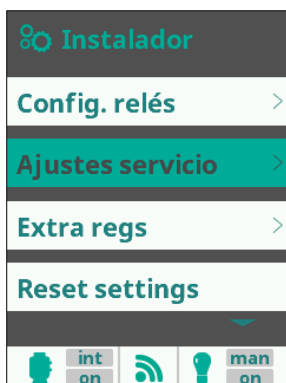 Instalador
Config. relés
Ajustes servicio
Extra regs
Reset settings
int
on
man
on